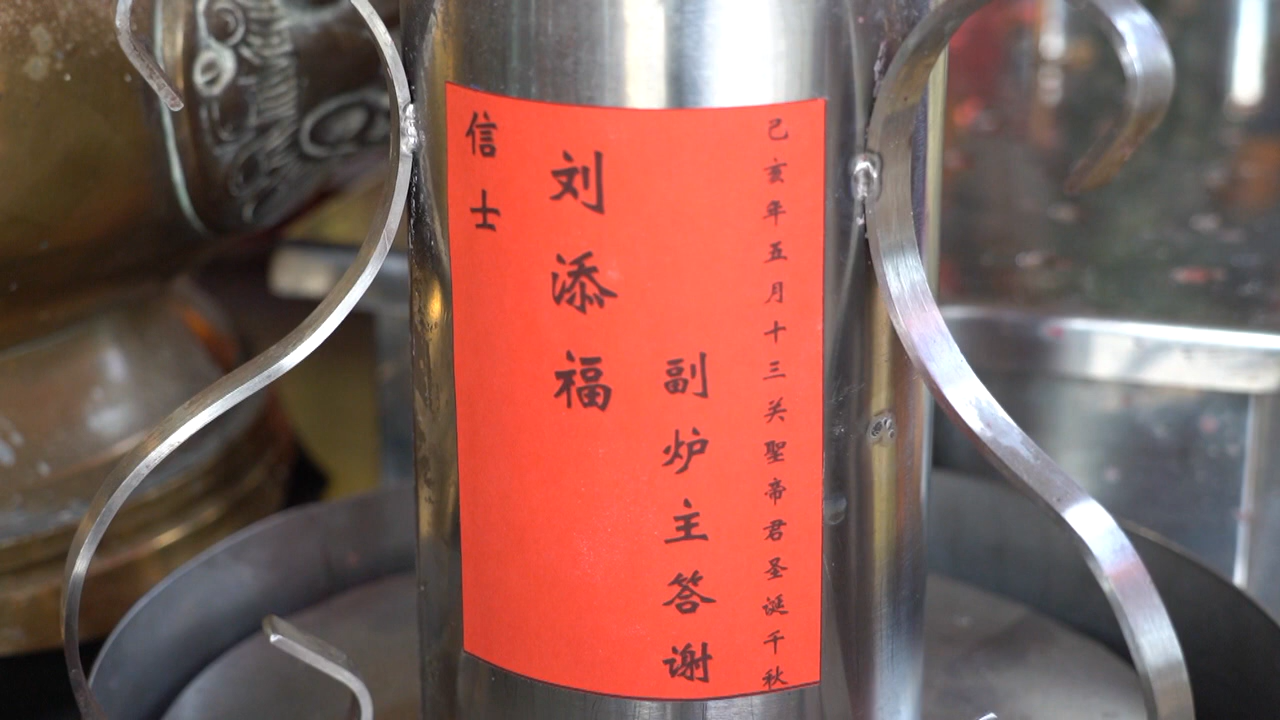 己亥年五月十三关聖帝君圣诞千秋
副炉主答谢
刘添福
信士